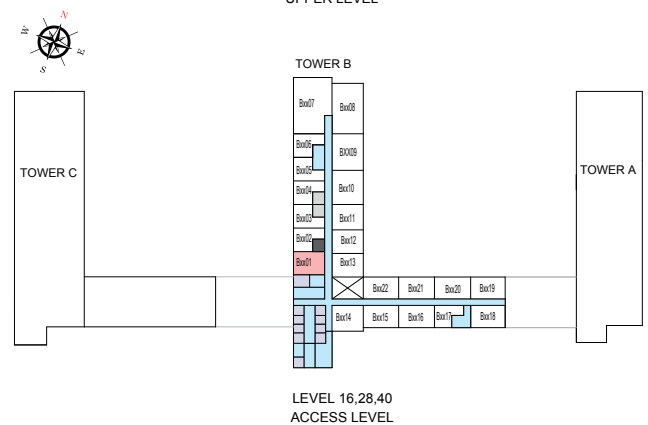 UPPER LEVEL
N
W
E
S
TOWER B
Bxx07
Bxx08
TOWER C
TOWER A
Bxx06
BXX09
Bxx05
Bxx04
Bxx10
Bxx03
Bxx11
Bxx02
Bxx12
Bxx01
Bxx13
Bxx22
Bxx21
Bxx20
Bxx19
Bxx14
Bxx15
Bxx16
Bxx17
Bxx18
LEVEL 16,28,40
ACCESS LEVEL